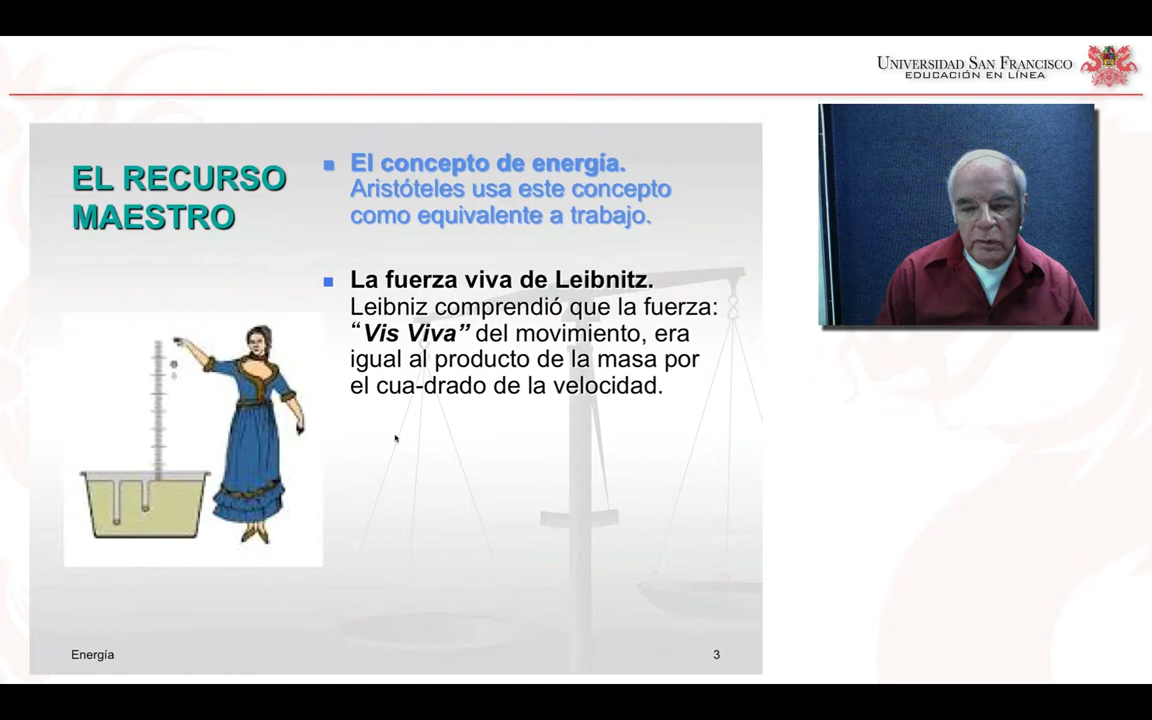 UNIVERSIDAD SAN FRANCISCO
EDUCACIÓN EN LÍNEA
EL RECURSO
MAESTRO
El concepto de energía.
Aristóteles usa este concepto
como equivalente a trabajo.
La fuerza viva de Leibnitz.
Leibniz comprendió que la fuerza:
“Vis Viva” del movimiento, era
igual al producto de la masa por
el cua-drado de la velocidad.
Energía
3